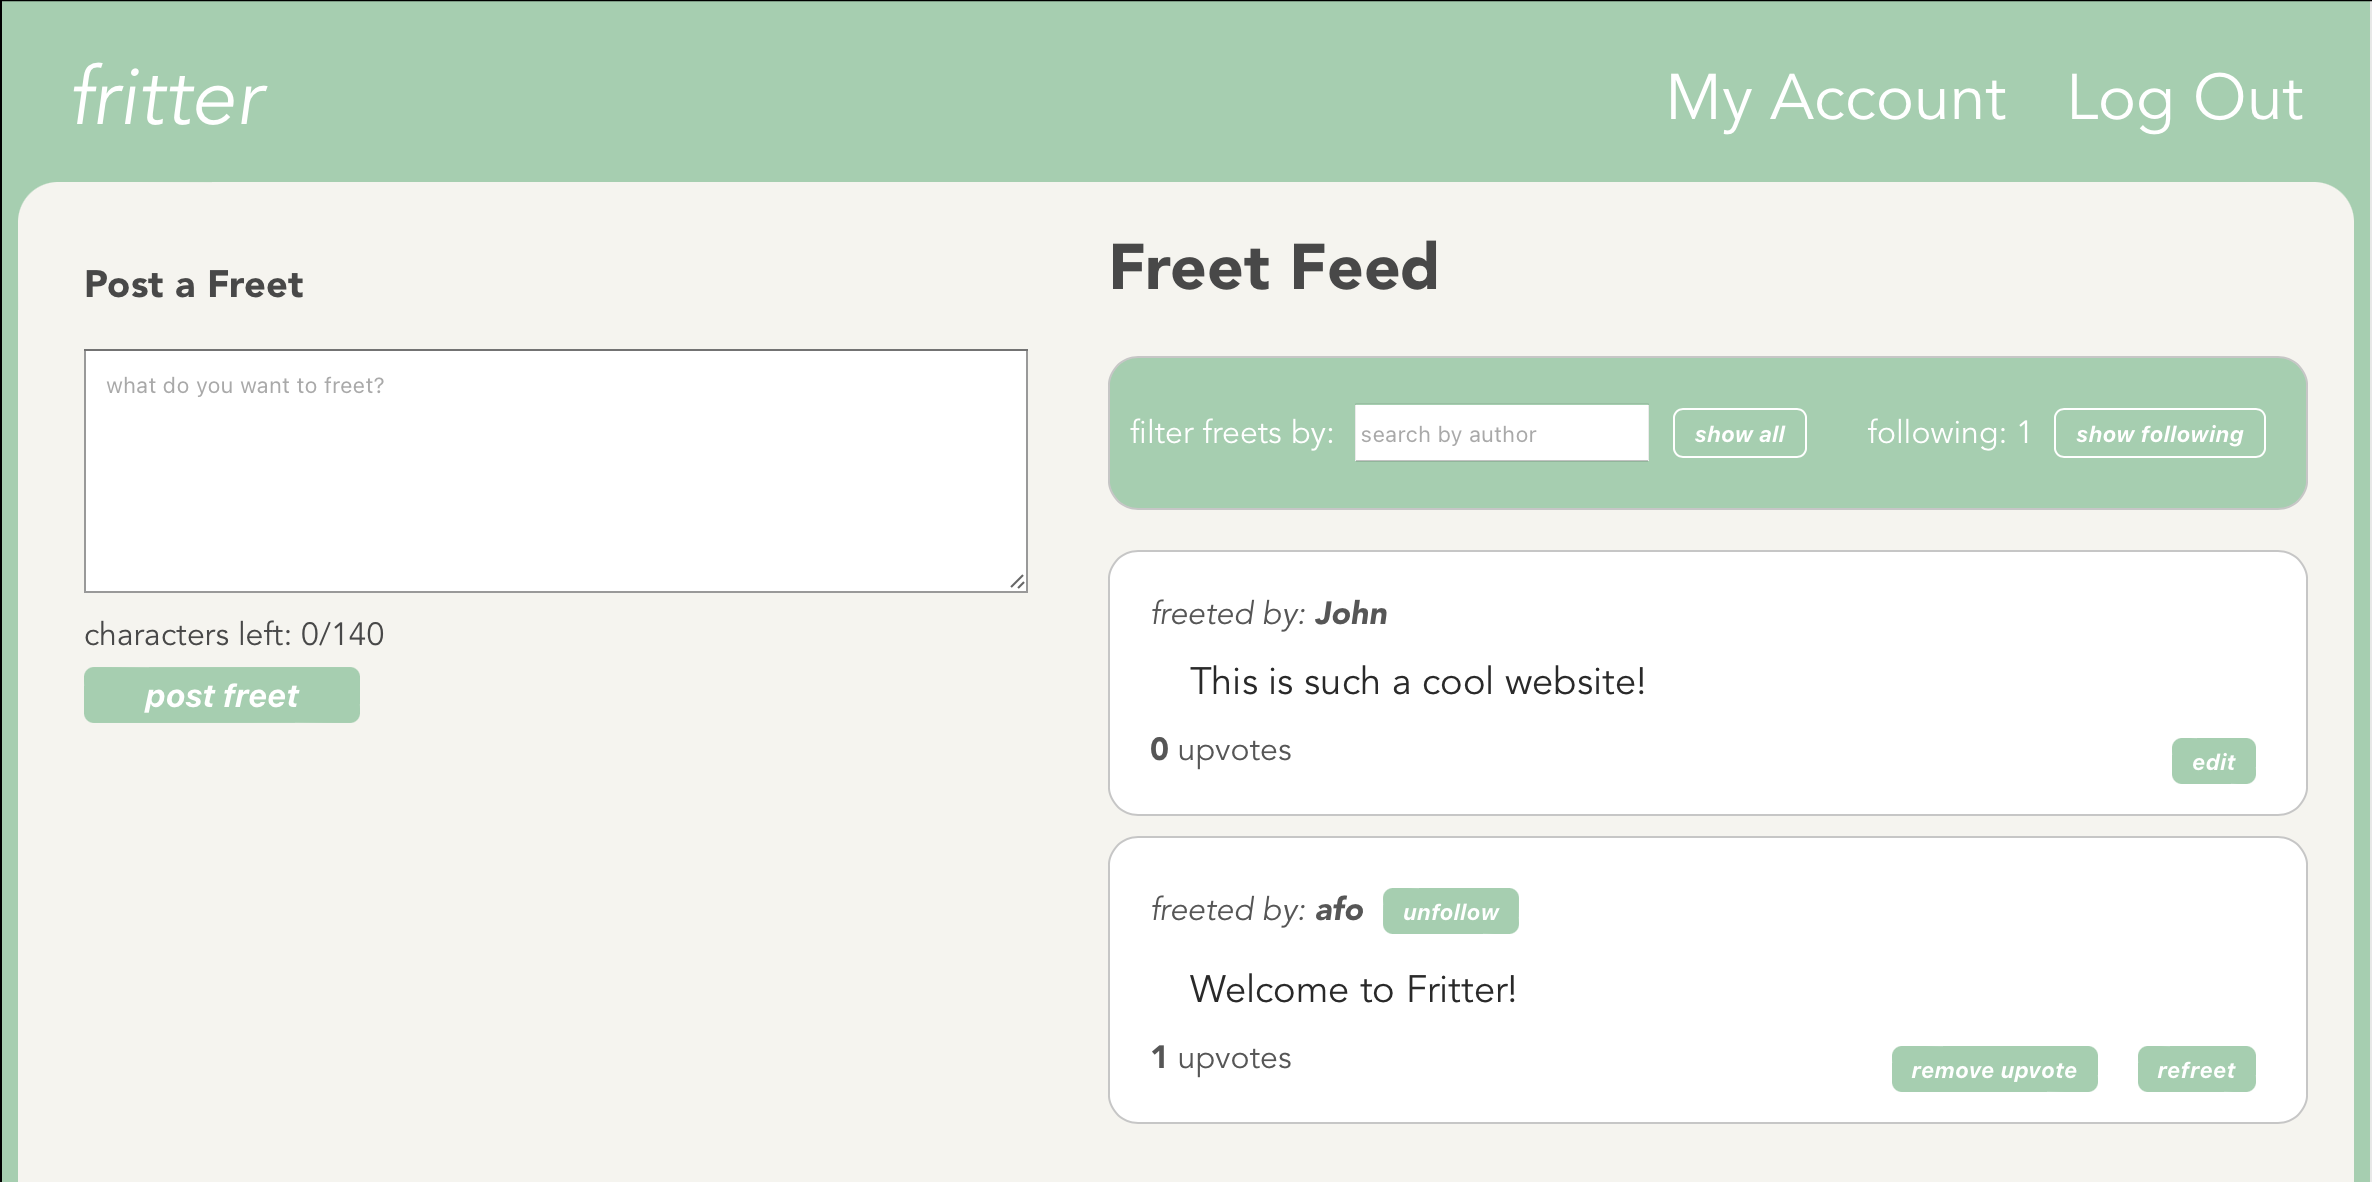 fritter
My Account Log Out
Post a Freet
what do you want to freet?
characters left: 0/140
post freet
Freet Feed
filter freets by: search by author show all following: 1 show following
freeted by: John
This is such a cool website!
0 upvotes
edit
freeted by: afo unfollow
Welcome to Fritter!
1 upvotes
remove upvote refreet